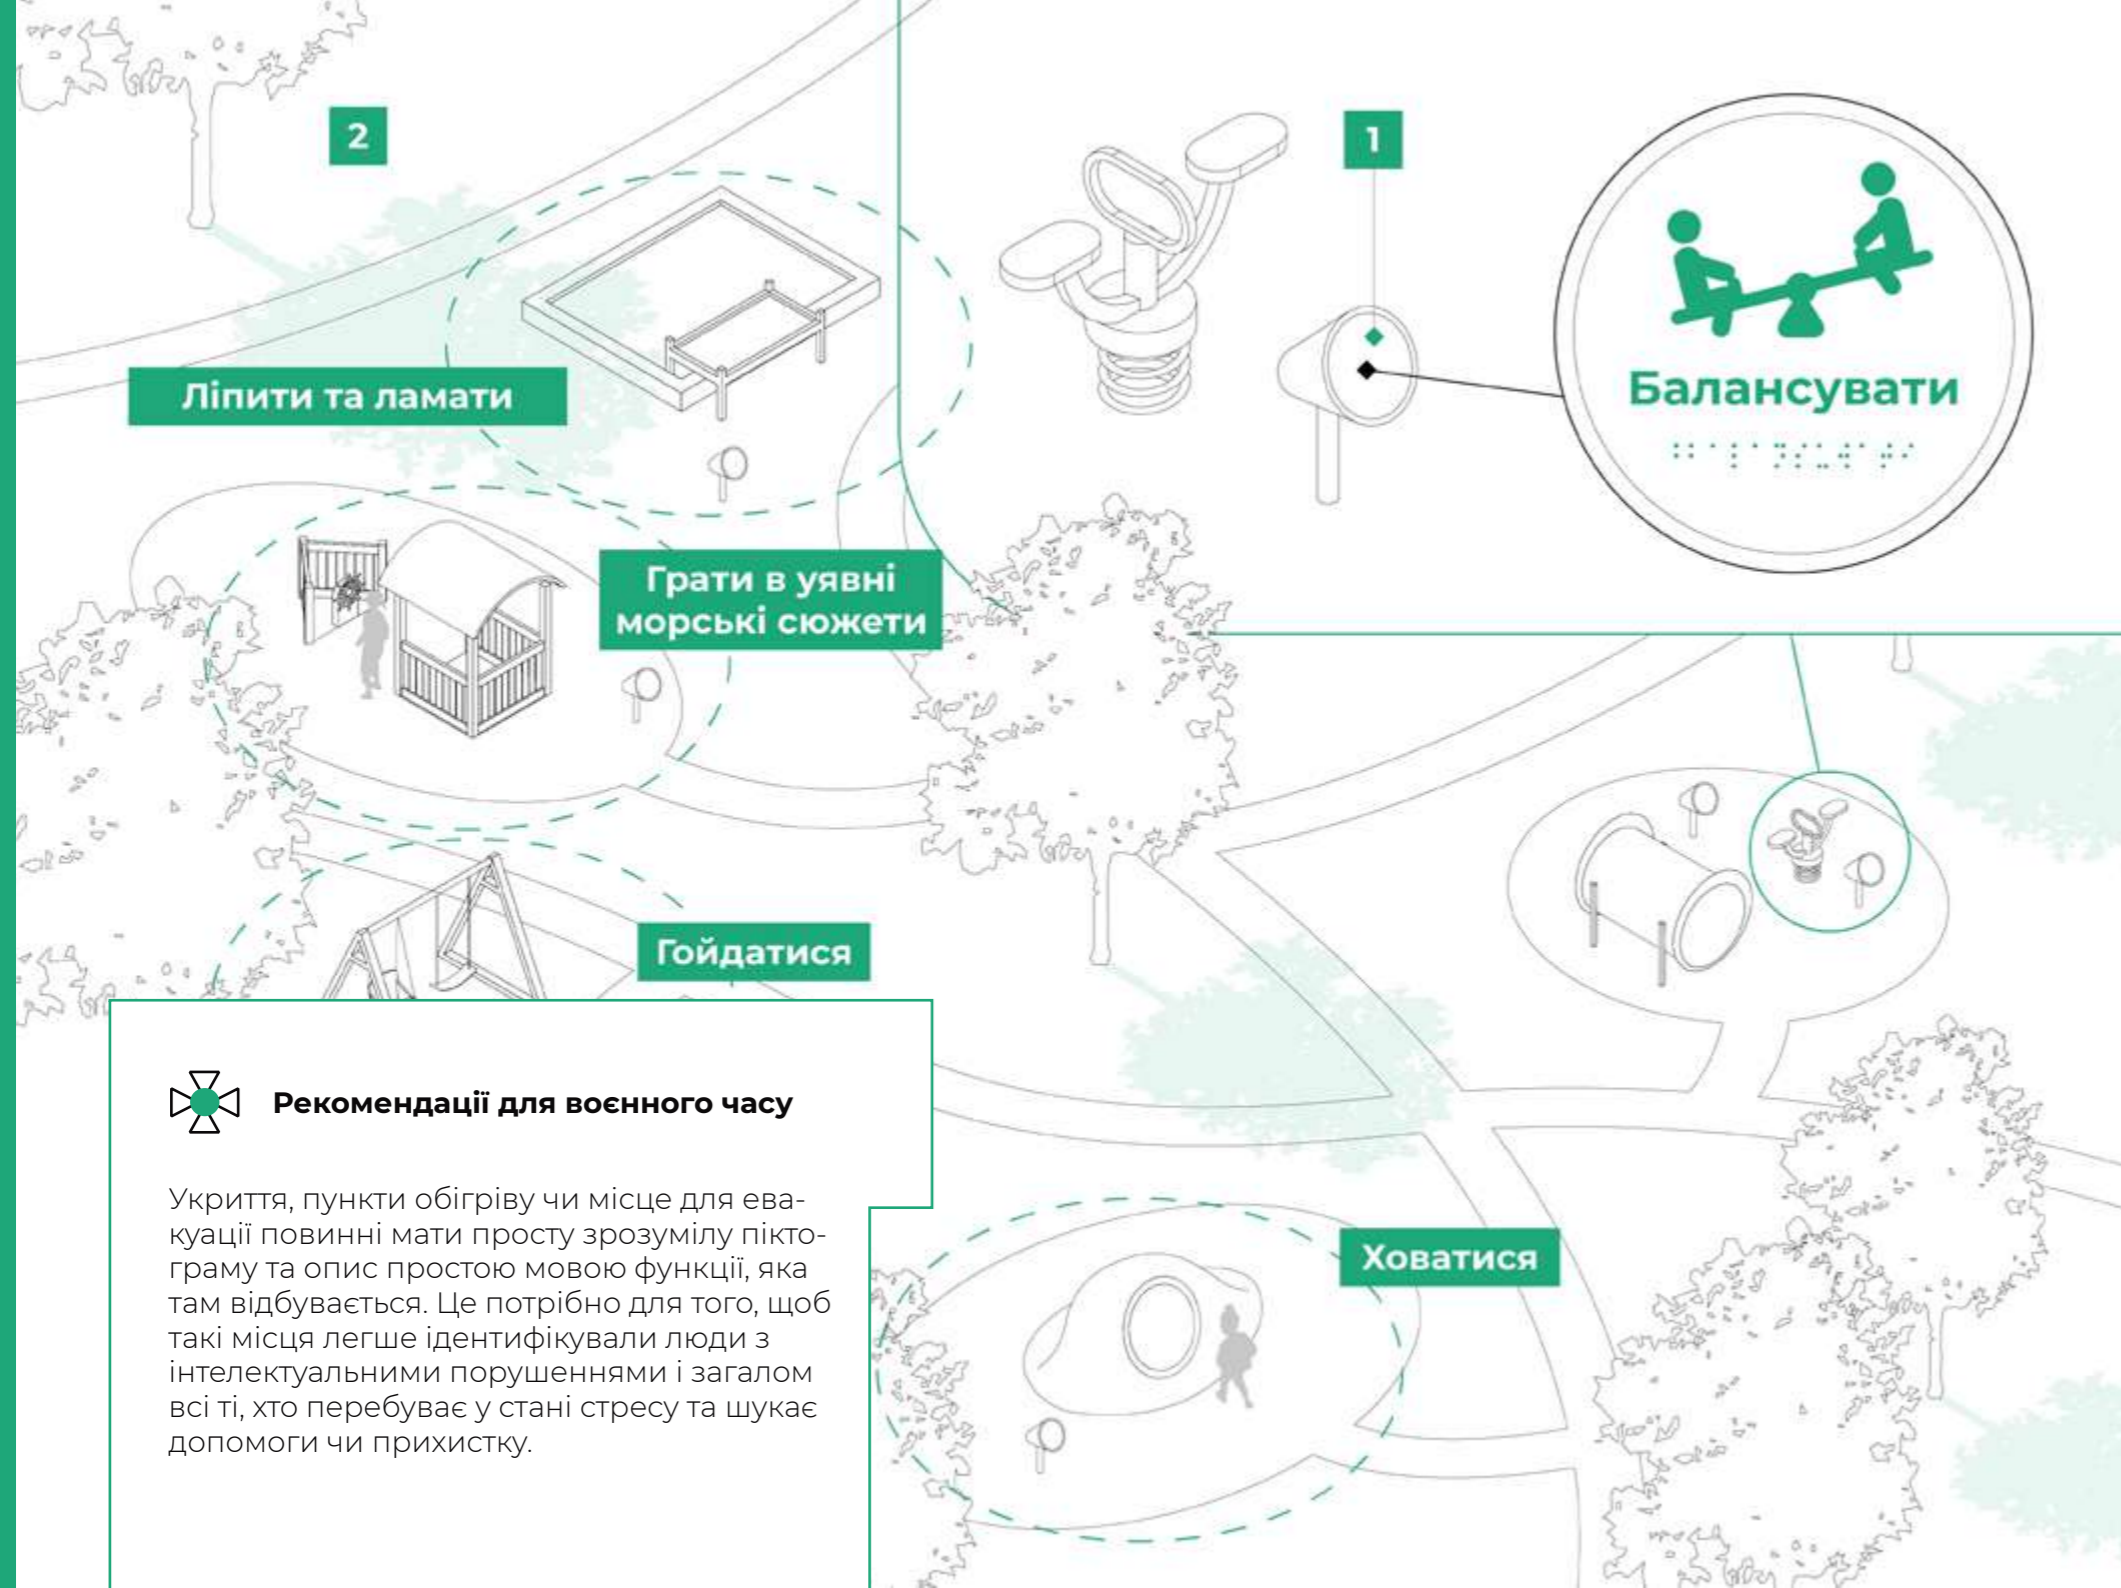 2
1
Ліпити та ламати
Балансувати
Грати в уявні
морські сюжети
Гойдатися
Рекомендації для воєнного часу
Укриття, пункти обігріву чи місце для ева-
куації повинні мати просту зрозумілу пікто-
граму та опис простою мовою функції, яка
там відбувається. Це потрібно для того, щоб
такі місця легше ідентифікували люди з
інтелектуальними порушеннями і загалом
всі ті, хто перебуває у стані стресу та шукає
допомоги чи прихистку.
Ховатися